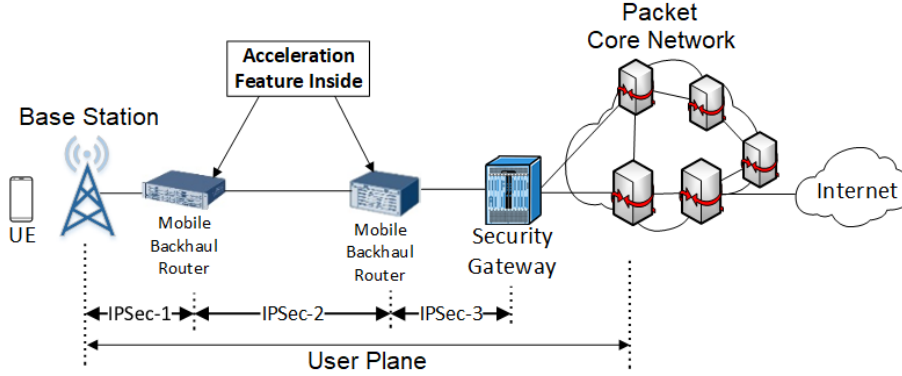 Packet
Core Network
Acceleration
Feature Inside
Base Station
UE
Mobile
Backhaul
Router
Mobile
Backhaul
Router
Security
Gateway
Internet
IPSec-1
IPSec-2
IPSec-3
User Plane